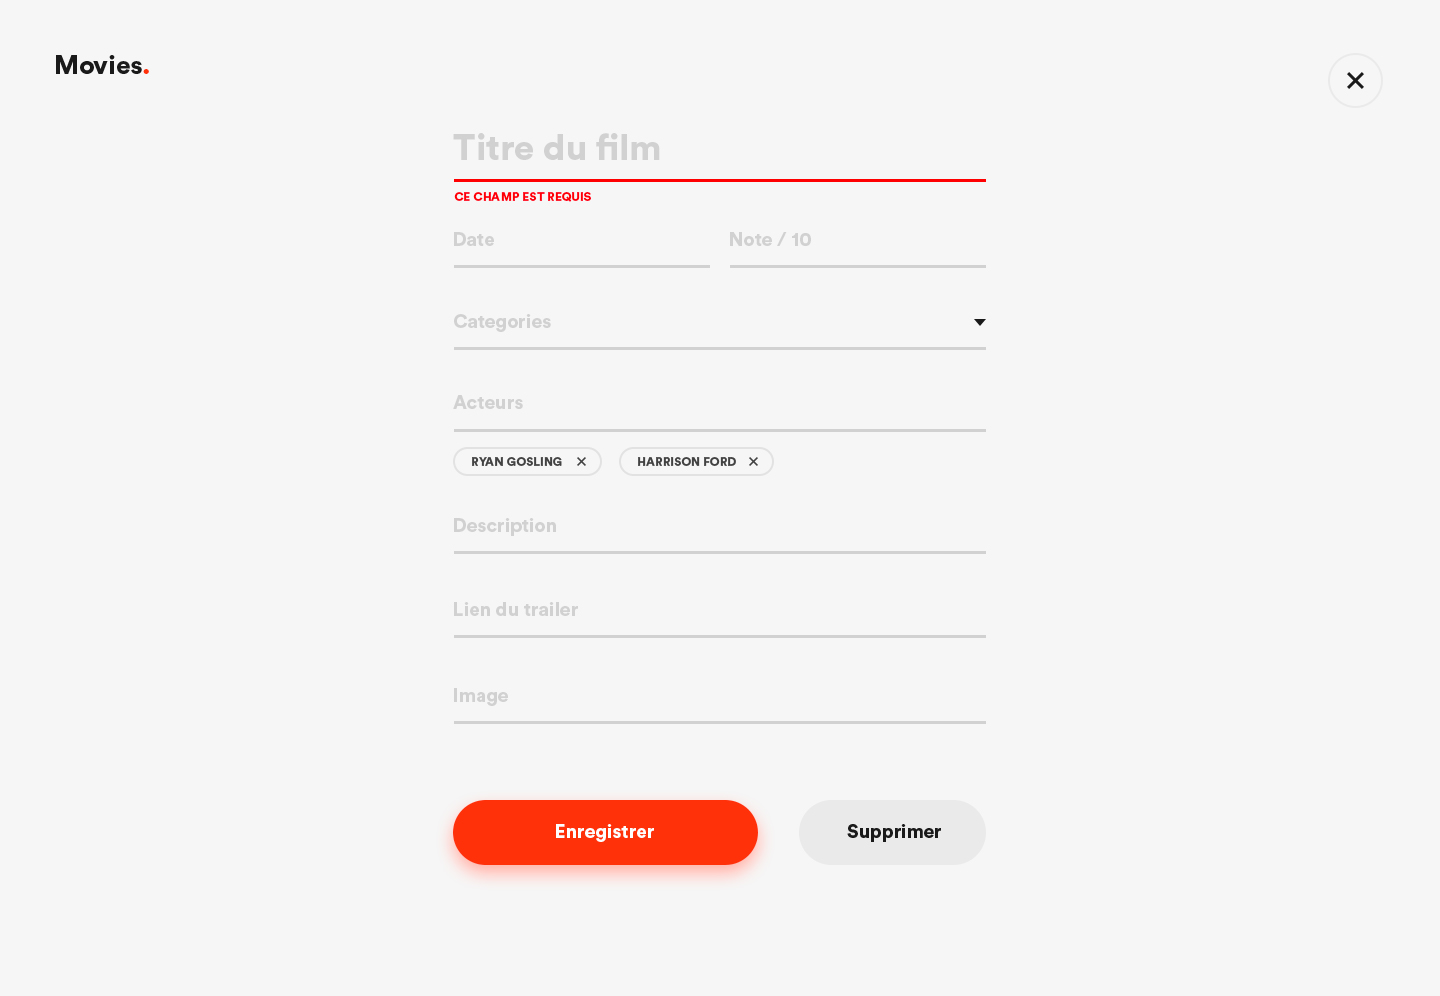 Movies.
Titre du film
CE CHAMP EST REQUIS
Date
Note / 10
Categories
Acteurs
RYAN GOSLING
HARRISON FORD
Description
Lien du trailer
Image
Enregistrer
Supprimer